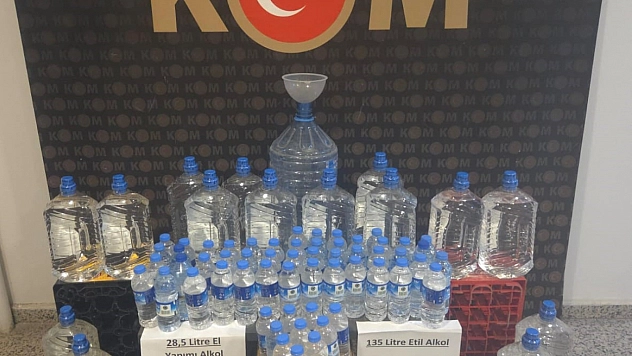 KOM
28,5 Litre El
Yapımı Alkol
135 Litre Etil Alkol